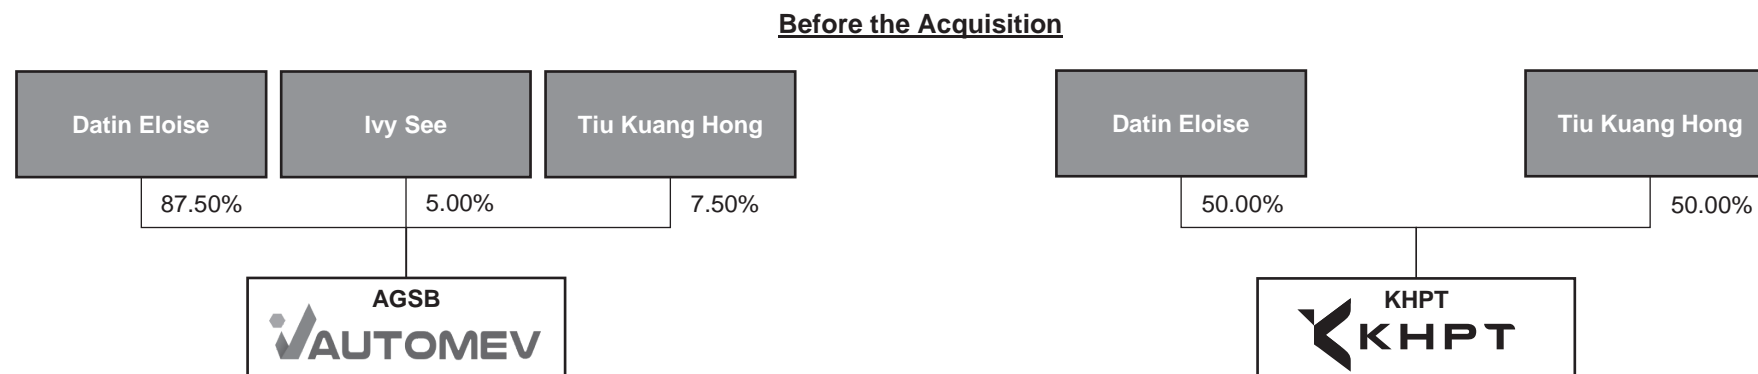 Before the Acquisition
Datin Eloise
Ivy See
Tiu Kuang Hong
Datin Eloise
Tiu Kuang Hong
87.50%
5.00%
7.50%
50.00%
50.00%
AGSB
AUTOMEV
KHPT
KHPT